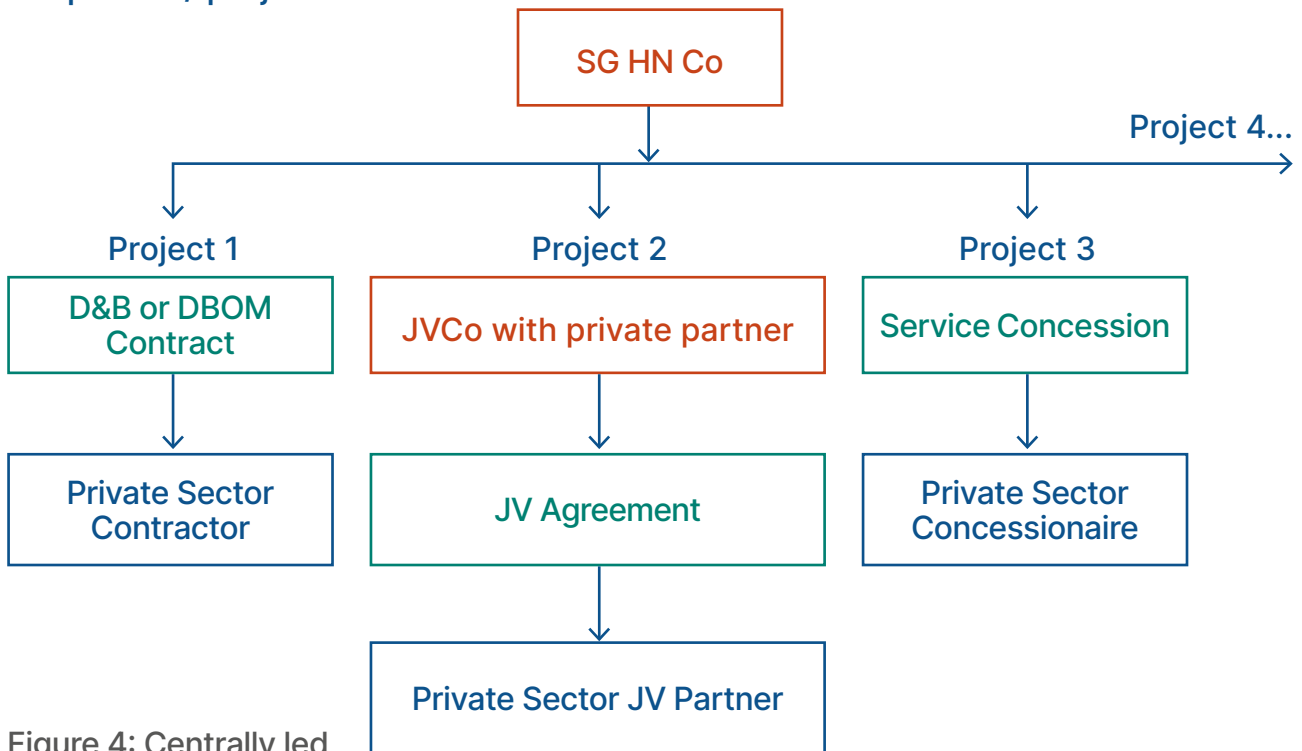 SG HN Co
Project 4...
Project 1
Project 2
Project 3
D&B or DBOM
Contract
JVCo with private partner
Service Concession
Private Sector
Contractor
JV Agreement
Private Sector
Concessionaire
Private Sector JV Partner
Figure 4: Centrally led